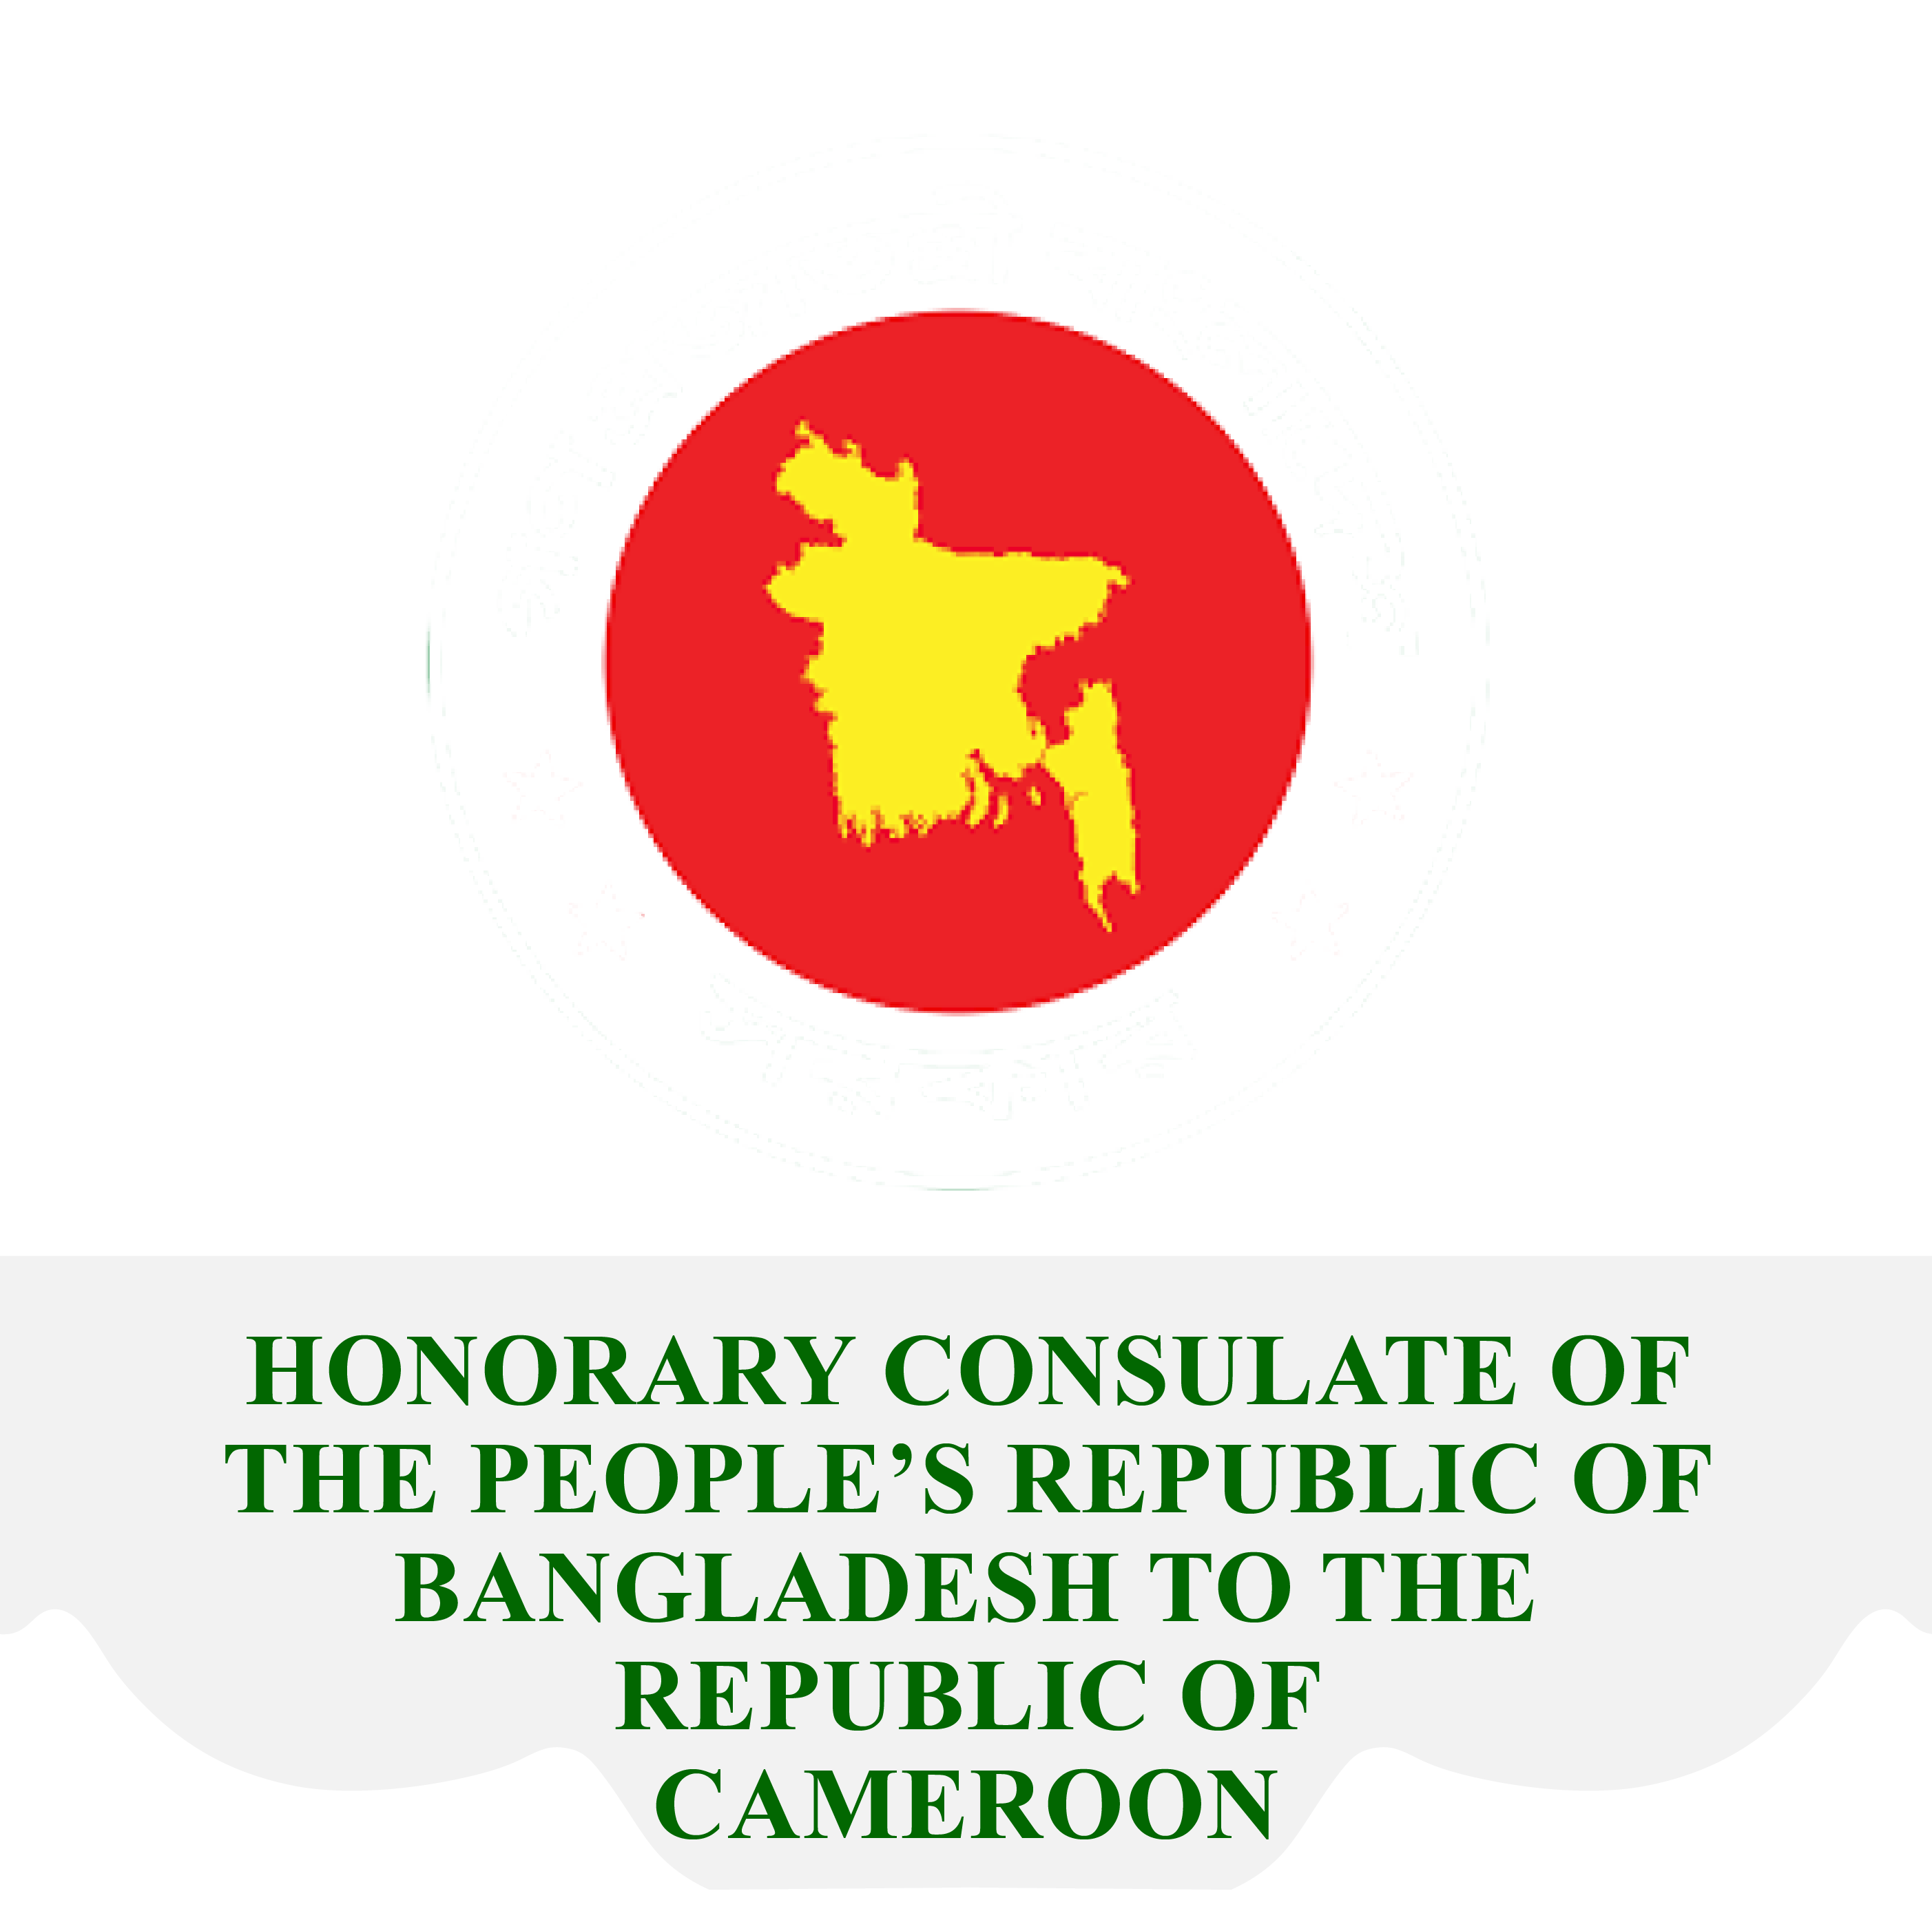 HONORARY CONSULATE OF
THE PEOPLE’S REPUBLIC OF
BANGLADESH TO THE
REPUBLIC OF
CAMEROON